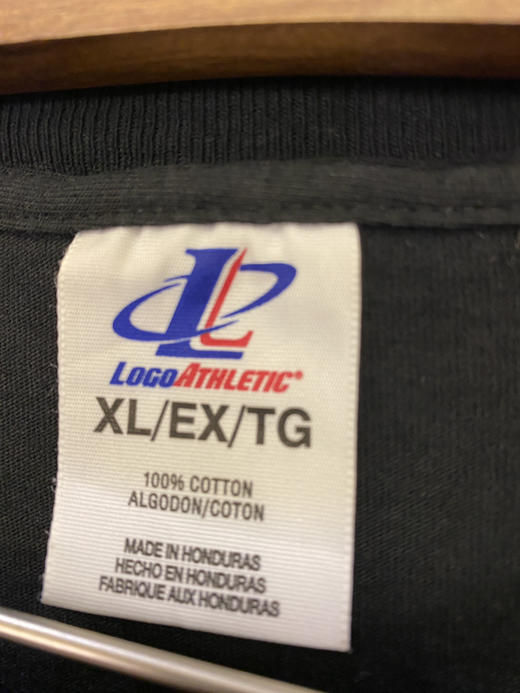 LOGOATHLETIC®
XL/EX/TG
100% COTTON
ALGODON/COTON
MADE IN HONDURAS
HECHO EN HONDURAS
FABRIQUE AUX HONDURAS